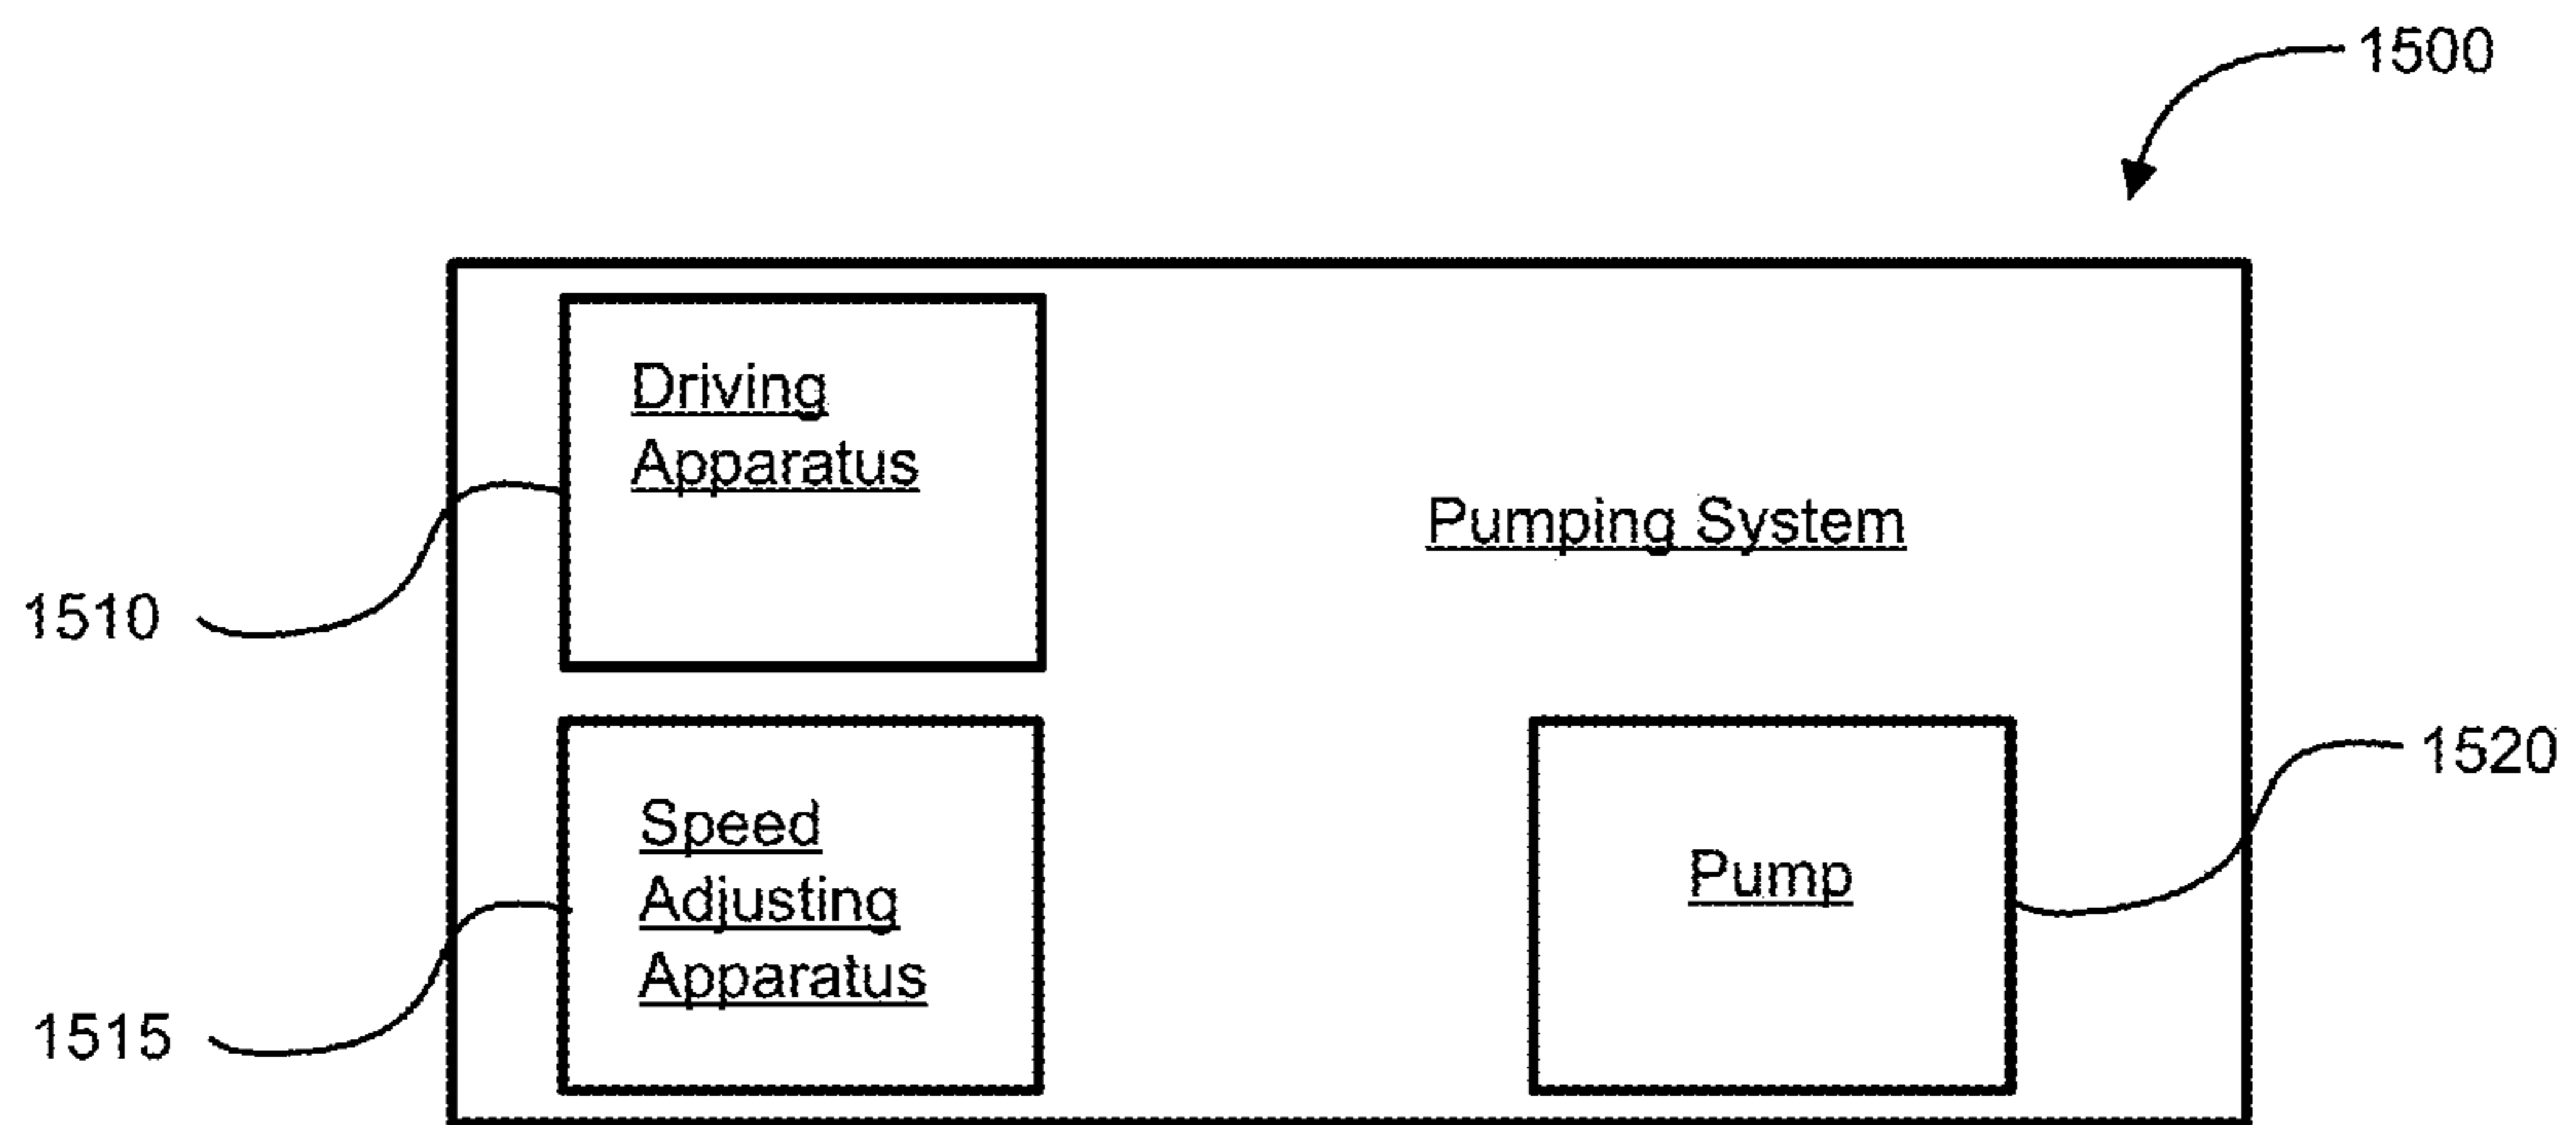 1500
Driving
Apparatus
Pumping System
1510
Speed
Adjusting
Apparatus
Pump
1520
1515